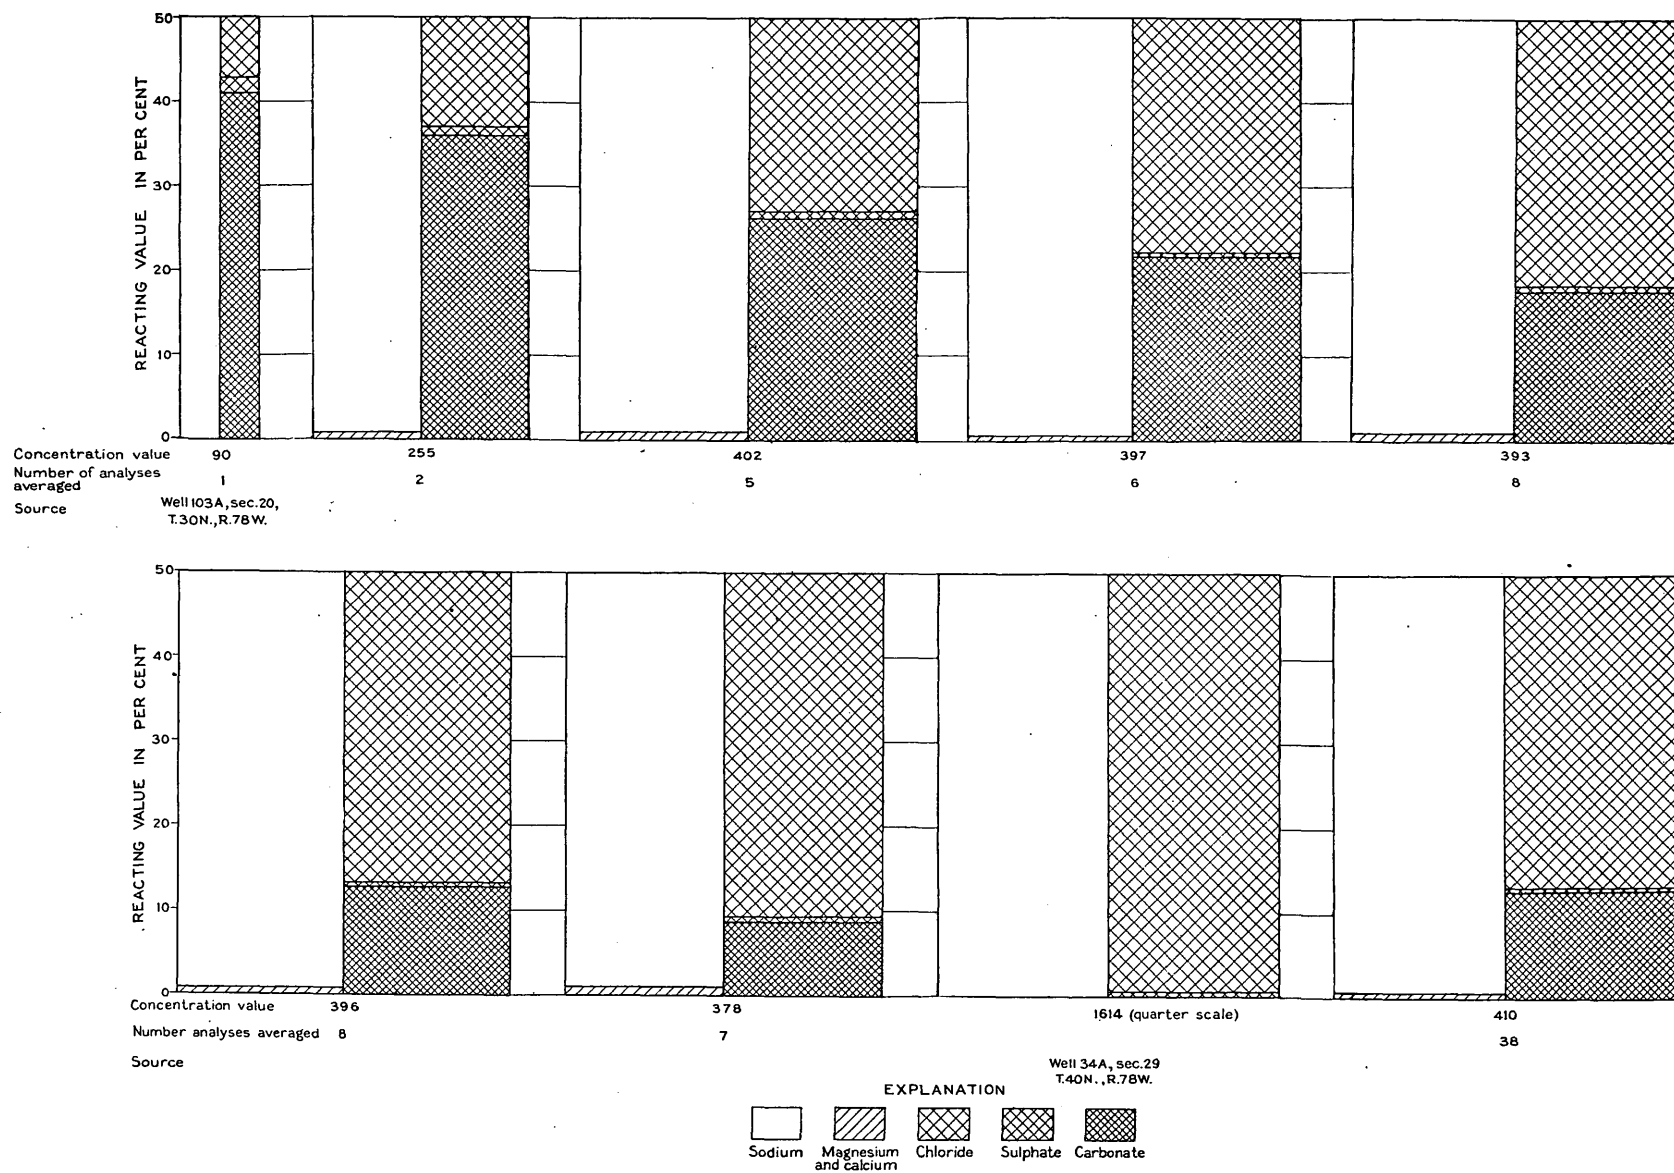 REACTING VALUE IN PER CENT
50
40
30
20
10
0
Concentration value 90 255 402 397 393
Number of analyses
averaged 1 2 5 6 8
Source Well 103A, sec.20,
T.30N., R.78W.
REACTING VALUE IN PER CENT
50
40
30
20
10
0
Concentration value 396 378 1614 (quarter scale) 410
Number analyses averaged 8 7 38
Source Well 34A, sec.29
T.40N., R.78W.
EXPLANATION
Sodium Magnesium Chloride Sulphate Carbonate
and calcium